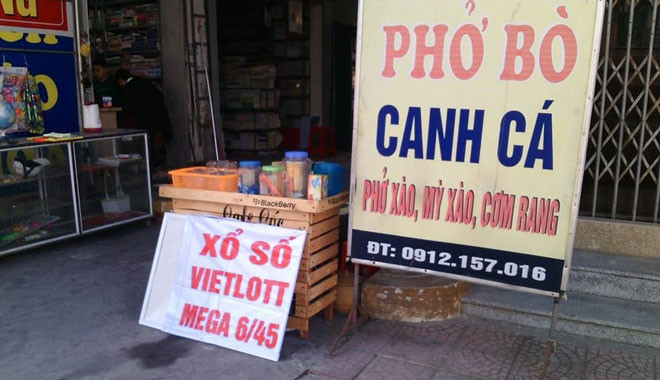 PHỞ BÒ
CANH CÁ
PHỞ XÀO, MỲ XÀO, CƠM RANG
ĐT: 0912.157.016
BLACKBERRY
XỔ SỐ
VIETLOTT
MEGA 6/45